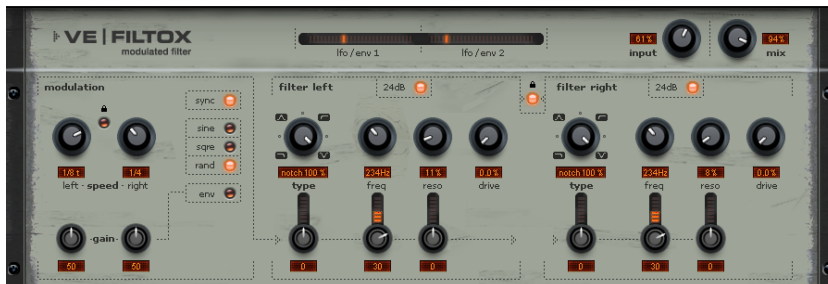 VE|FILTOX
modulated filter
lfo/env 1
lfo/env 2
61%
input
94%
mix
modulation
sync
sine
sqre
rand
env
1/8 t
1/4
left - speed - right
gain
50
50
filter left
24dB
notch 100 %
234Hz
11%
0.0%
type
freq
reso
drive
0
30
0
filter right
24dB
notch 100 %
234Hz
8%
0.0%
type
freq
reso
drive
0
30
0